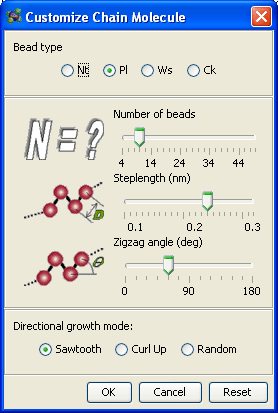 Customize Chain Molecule
Bead type
Nt Pl Ws Ck
N=?
Number of beads
4 14 24 34 44
Steplength (nm)
D
0.1 0.2 0.3
Zigzag angle (deg)
θ
0 90 180
Directional growth mode:
Sawtooth Curl Up Random
OK Cancel Reset